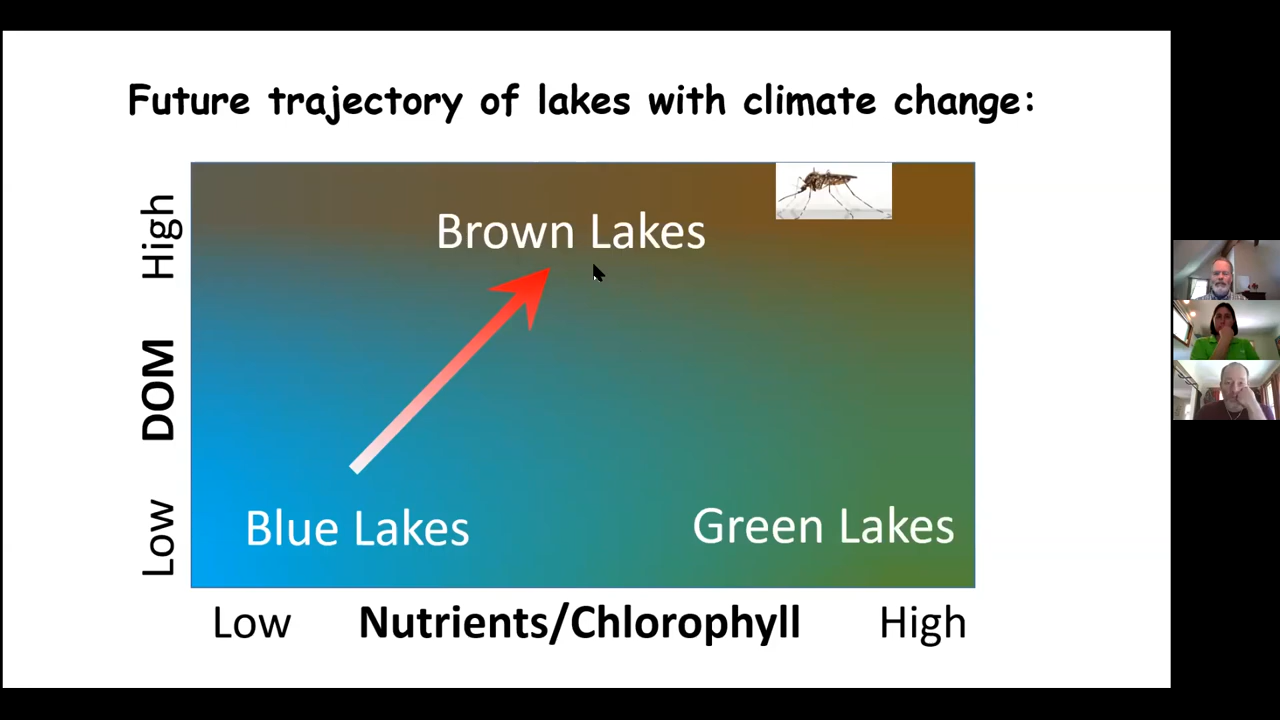 Future trajectory of lakes with climate change:
High
Brown Lakes
DOM
Low
Blue Lakes
Green Lakes
Low
Nutrients/Chlorophyll
High